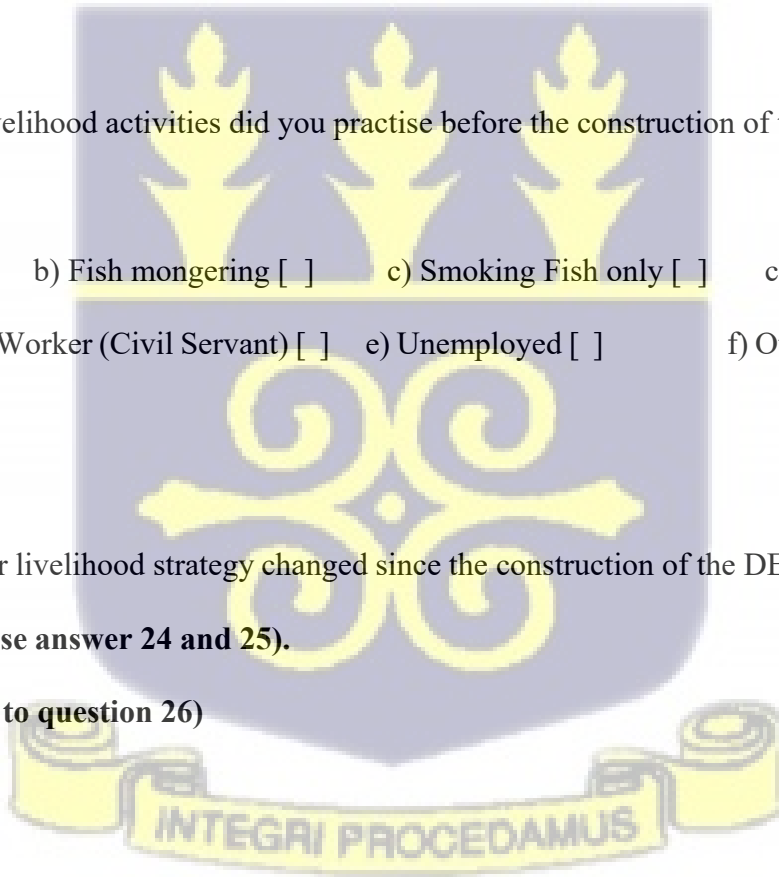 velihood activities did you practise before the construction of
b) Fish mongering [ ] c) Smoking Fish only [ ] c
Worker (Civil Servant) [ ] e) Unemployed [ ] f) O
r livelihood strategy changed since the construction of the DE
se answer 24 and 25).
to question 26)
INTEGRI PROCEDAMUS